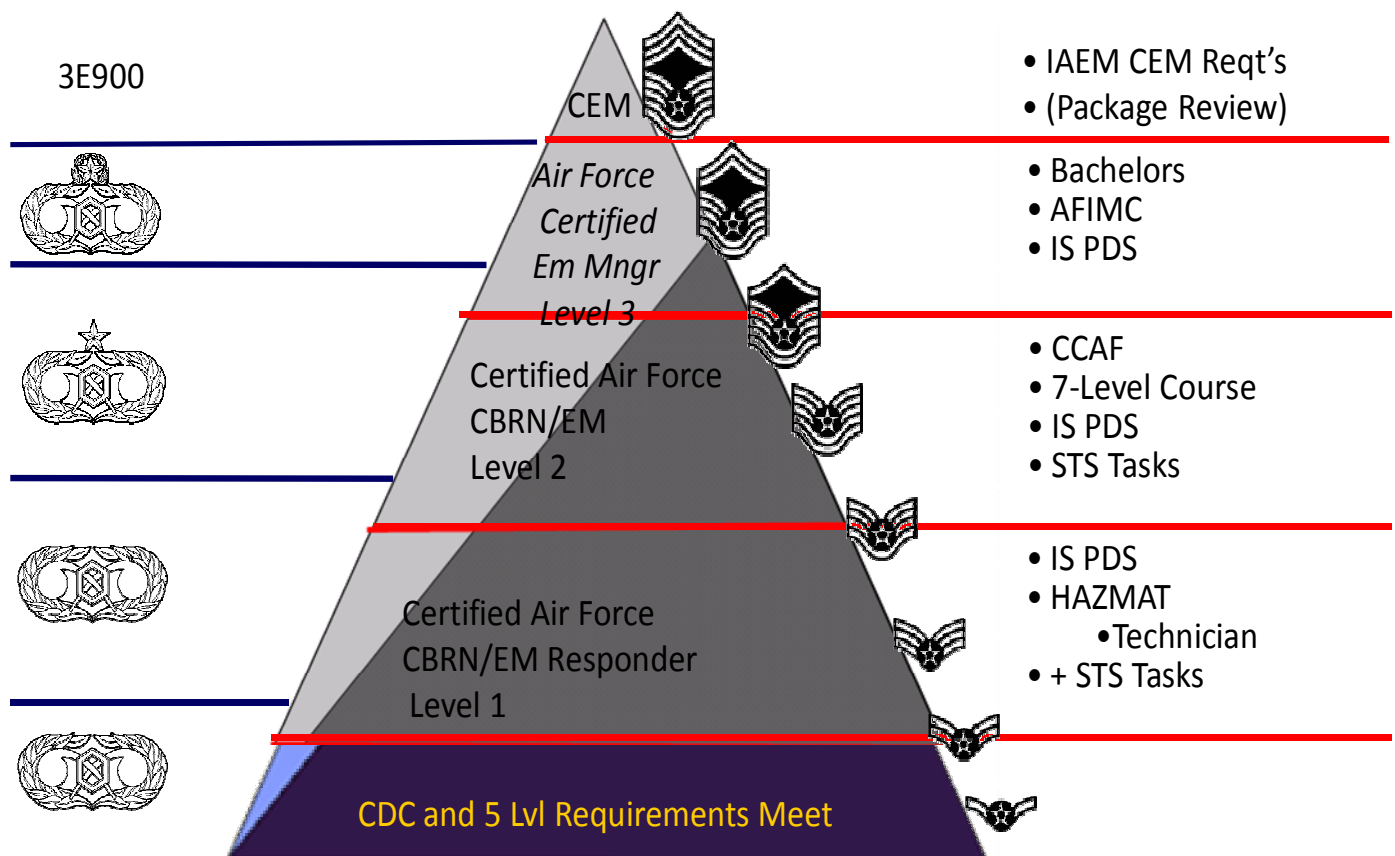 3E900
CEM
• IAEM CEM Reqt's
• (Package Review)
Air Force
Certified
Em Mngr
Level 3
• Bachelors
• AFIMC
• IS PDS
Certified Air Force
CBRN/EM
Level 2
• CCAF
• 7-Level Course
• IS PDS
• STS Tasks
Certified Air Force
CBRN/EM Responder
Level 1
• IS PDS
• HAZMAT
•Technician
• + STS Tasks
CDC and 5 Lvl Requirements Meet